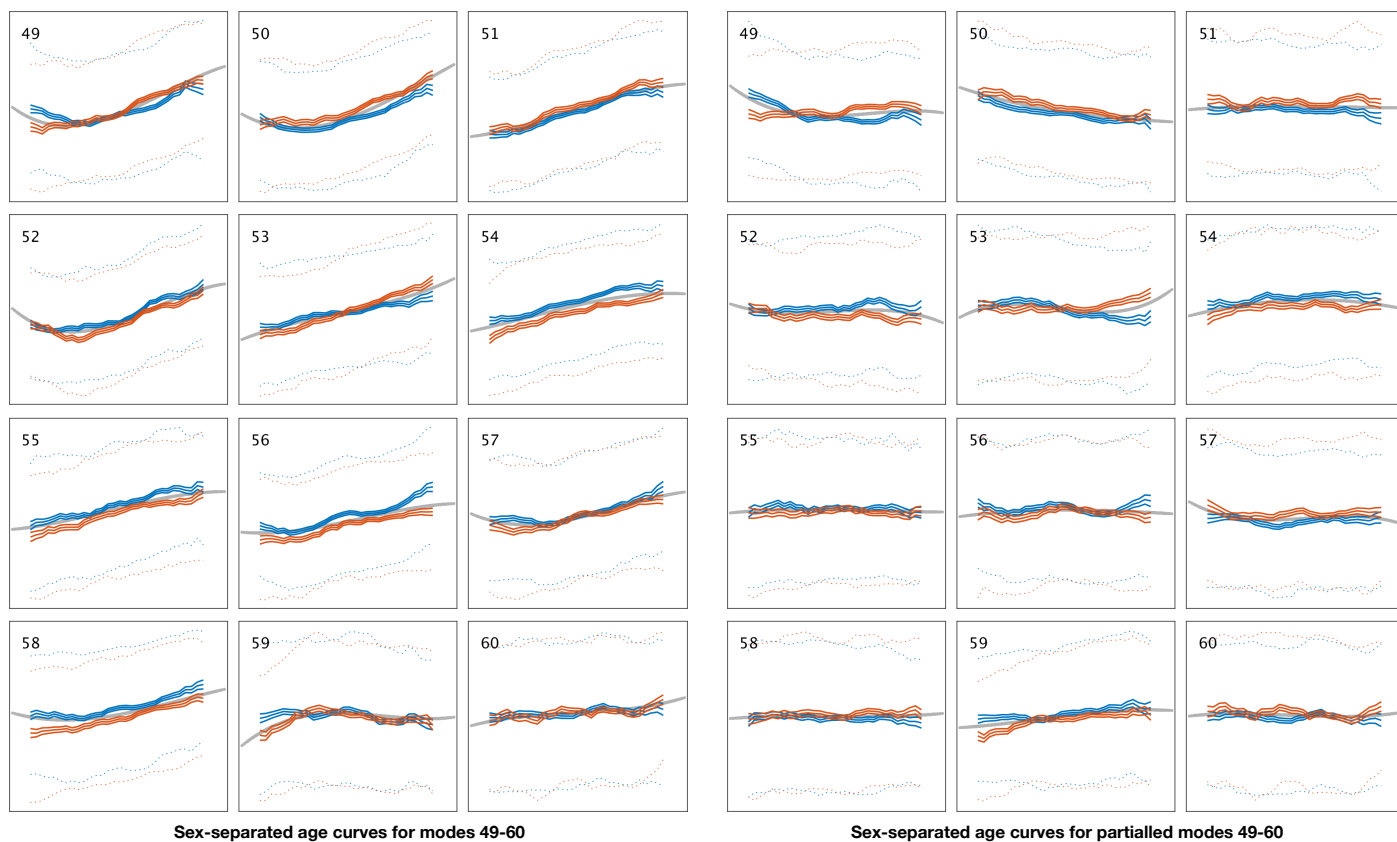 49 50 51 49 50 51
52 53 54 52 53 54
55 56 57 55 56 57
58 59 60 58 59 60
Sex-separated age curves for modes 49-60 Sex-separated age curves for partialled modes 49-60